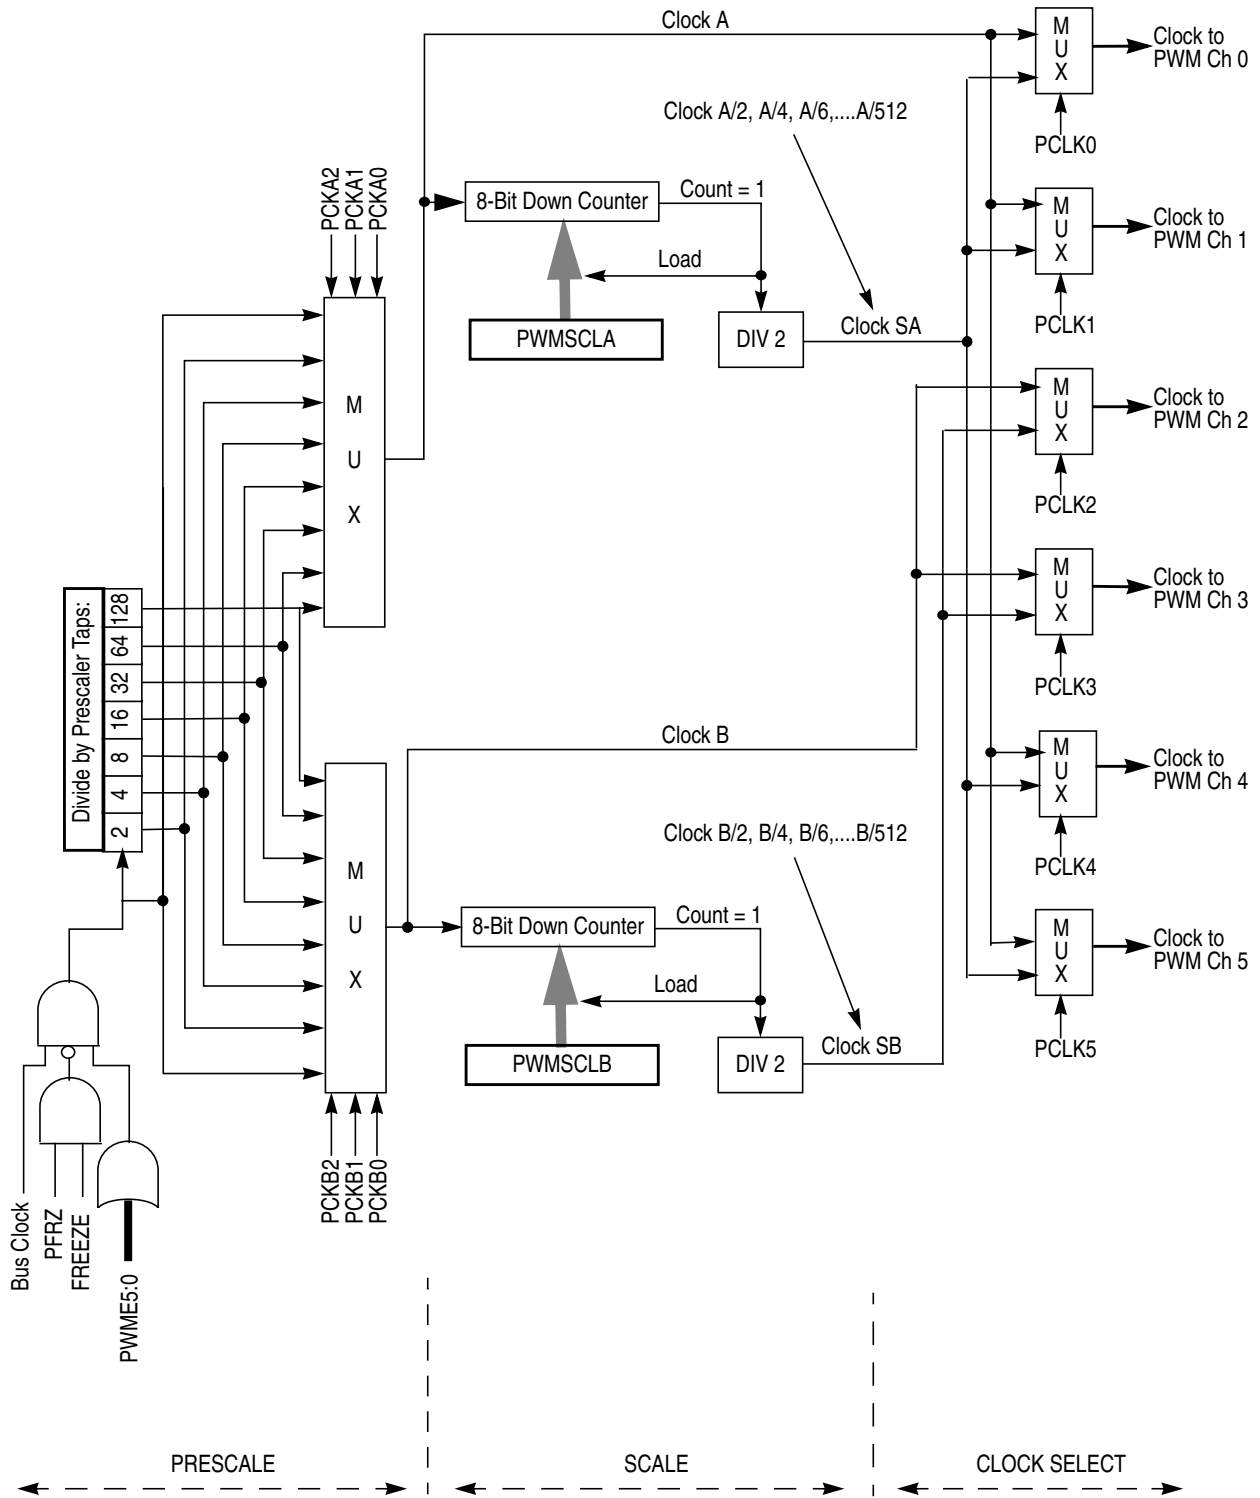 Clock A
M
U
X
Clock to
PWM Ch 0
PCLK0
Clock A/2, A/4, A/6,....A/512
PCKA2
PCKA1
PCKA0
8-Bit Down Counter
Count = 1
Load
PWMSCLA
DIV 2
Clock SA
M
U
X
Clock to
PWM Ch 1
PCLK1
M
U
X
M
U
X
Clock to
PWM Ch 2
PCLK2
M
U
X
Clock to
PWM Ch 3
PCLK3
Divide by Prescaler Taps:
128
64
32
16
8
4
2
Clock B
M
U
X
Clock to
PWM Ch 4
PCLK4
Clock B/2, B/4, B/6,....B/512
M
U
X
8-Bit Down Counter
Count = 1
Load
PWMSCLB
DIV 2
Clock SB
M
U
X
Clock to
PWM Ch 5
PCLK5
PCKB2
PCKB1
PCKB0
Bus Clock
PFRZ
FREEZE
PWME5:0
PRESCALE
SCALE
CLOCK SELECT